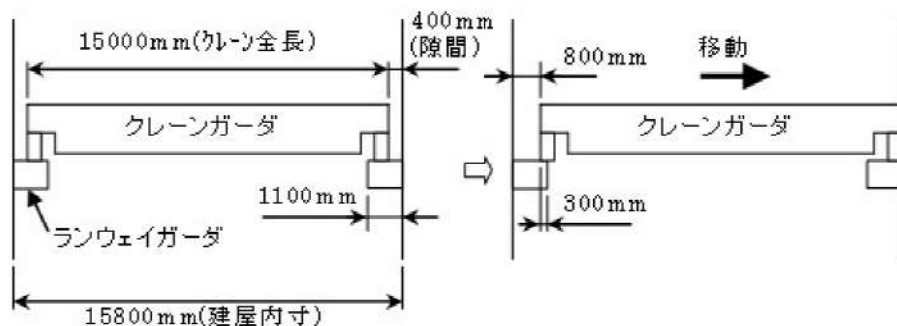 15000mm(ｸﾚｰﾝ全長)
400mm
(隙間)
クレーンガーダ
1100mm
ランウェイガーダ
15800mm(建屋内寸)
800mm
移動
クレーンガーダ
300mm